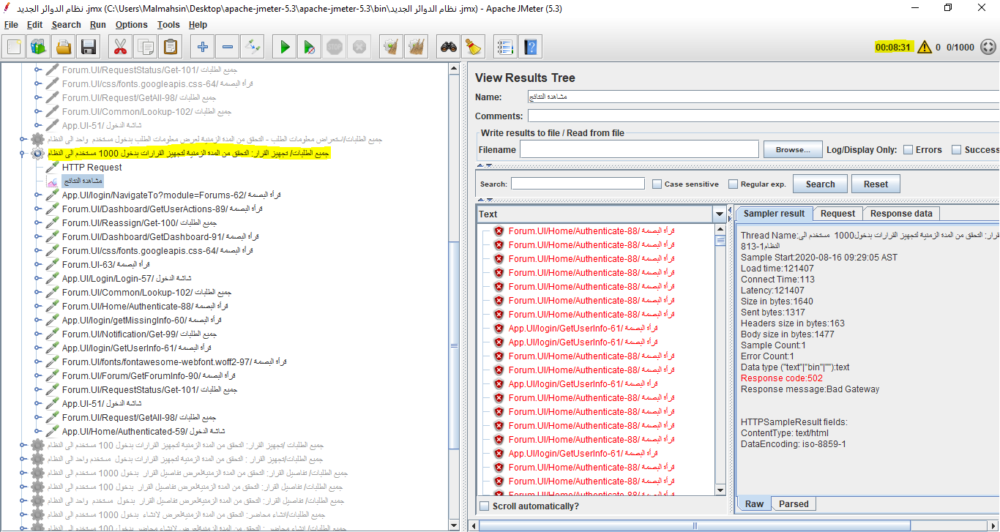 نظام الدوائر الجديد .jmx (C:\Users\Malmahsin\Desktop\apache-jmeter-5.3\apache-jmeter-5.3\bin\نظام الدوائر الجديد .jmx) - Apache JMeter (5.3)
File Edit Search Run Options Tools Help
00:08:31 0 0/1000
Forum.UI/RequestStatus/Get-101/ جميع الطلبات
Forum.UI/css/fonts.googleapis.css-64/ قرأة البصمة
Forum.UI/Request/GetAll-98/ جميع الطلبات
Forum.UI/Common/Lookup-102/ جميع الطلبات
App.UI-51/ شاشة الدخول
جميع الطلبات/استعراض معلومات الطلب - التحقق من المدة الزمنية لعرض معلومات الطلب بدخول مستخدم واحد الى النظام
جميع الطلبات/ تجهيز القرار: التحقق من المدة الزمنية لتجهيز القرارات بدخول 1000 مستخدم الى النظام
HTTP Request
مشاهدة النتائج
App.UI/login/NavigateTo?module=Forums-62/ قرأة البصمة
Forum.UI/Dashboard/GetUserActions-89/ قرأة البصمة
Forum.UI/Reassign/Get-100/ جميع الطلبات
Forum.UI/Dashboard/GetDashboard-91/ قرأة البصمة
Forum.UI/css/fonts.googleapis.css-64/ قرأة البصمة
Forum.UI-63/ قرأة البصمة
App.UI/Login/Login-57/ شاشة الدخول
Forum.UI/Common/Lookup-102/ جميع الطلبات
Forum.UI/Home/Authenticate-88/ قرأة البصمة
App.UI/login/getMissingInfo-60/ قرأة البصمة
Forum.UI/Notification/Get-99/ جميع الطلبات
App.UI/login/GetUserInfo-61/ قرأة البصمة
Forum.UI/fonts/fontawesome-webfont.woff2-97/ قرأة البصمة
Forum.UI/Forum/GetForumInfo-90/ قرأة البصمة
Forum.UI/RequestStatus/Get-101/ جميع الطلبات
App.UI-51/ شاشة الدخول
Forum.UI/Request/GetAll-98/ جميع الطلبات
App.UI/Home/Authenticated-59/ شاشة الدخول
جميع الطلبات /تجهيز القرار: التحقق من المدة الزمنية لتجهيز القرارات بدخول 100 مستخدم الى النظام
جميع الطلبات/تجهيز القرار : التحقق من المدة الزمنية لتجهيز القرارات بدخول مستخدم واحد الى النظام
جميع الطلبات/ تفاصيل القرار: التحقق من المدة الزمنيةلعرض تفاصيل القرار بدخول 1000 مستخدم الى النظام
جميع الطلبات/ تفاصيل القرار: التحقق من المدة الزمنيةلعرض تفاصيل القرار بدخول 100 مستخدم الى النظام
جميع الطلبات/ تفاصيل القرار: التحقق من المدة الزمنيةلعرض تفاصيل القرار بدخول مستخدم واحد الى النظام
جميع الطلبات/إنشاء محاضر: التحقق من المدة الزمنيةلعرض لانشاء بدخول 1000 مستخدم الى النظام
جميع الطلبات/ إنشاء محاضر: التحقق من المدة الزمنيةلعرض لانشاء محاضر بدخول 100 مستخدم الى النظام
View Results Tree
Name: مشاهدة النتائج
Comments:
Write results to file / Read from file
Filename Browse... Log/Display Only: Errors Success
Search: Case sensitive Regular exp. Search Reset
Text
Forum.UI/Home/Authenticate-88/ قرأة البصمة
Forum.UI/Home/Authenticate-88/ قرأة البصمة
Forum.UI/Home/Authenticate-88/ قرأة البصمة
Forum.UI/Home/Authenticate-88/ قرأة البصمة
Forum.UI/Home/Authenticate-88/ قرأة البصمة
Forum.UI/Home/Authenticate-88/ قرأة البصمة
Forum.UI/Home/Authenticate-88/ قرأة البصمة
App.UI/login/GetUserInfo-61/ قرأة البصمة
App.UI/login/GetUserInfo-61/ قرأة البصمة
Forum.UI/Home/Authenticate-88/ قرأة البصمة
Forum.UI/Home/Authenticate-88/ قرأة البصمة
App.UI/login/GetUserInfo-61/ قرأة البصمة
Forum.UI/Home/Authenticate-88/ قرأة البصمة
Forum.UI/Home/Authenticate-88/ قرأة البصمة
Forum.UI/Home/Authenticate-88/ قرأة البصمة
Forum.UI/Home/Authenticate-88/ قرأة البصمة
App.UI/login/GetUserInfo-61/ قرأة البصمة
Forum.UI/Home/Authenticate-88/ قرأة البصمة
Forum.UI/Home/Authenticate-88/ قرأة البصمة
Forum.UI/Home/Authenticate-88/ قرأة البصمة
Scroll automatically?
Sampler result Request Response data
Thread Name:قرار: التحقق من المدة الزمنية لتجهيز القرارات بدخول1000 مستخدم الى
النظام1-813
Sample Start:2020-08-16 09:29:05 AST
Load time:121407
Connect Time:113
Latency:121407
Size in bytes:1640
Sent bytes:1317
Headers size in bytes:163
Body size in bytes:1477
Sample Count:1
Error Count:1
Data type ("text"|"bin"|""):text
Response code:502
Response message:Bad Gateway
HTTPSampleResult fields:
ContentType: text/html
DataEncoding: iso-8859-1
Raw Parsed